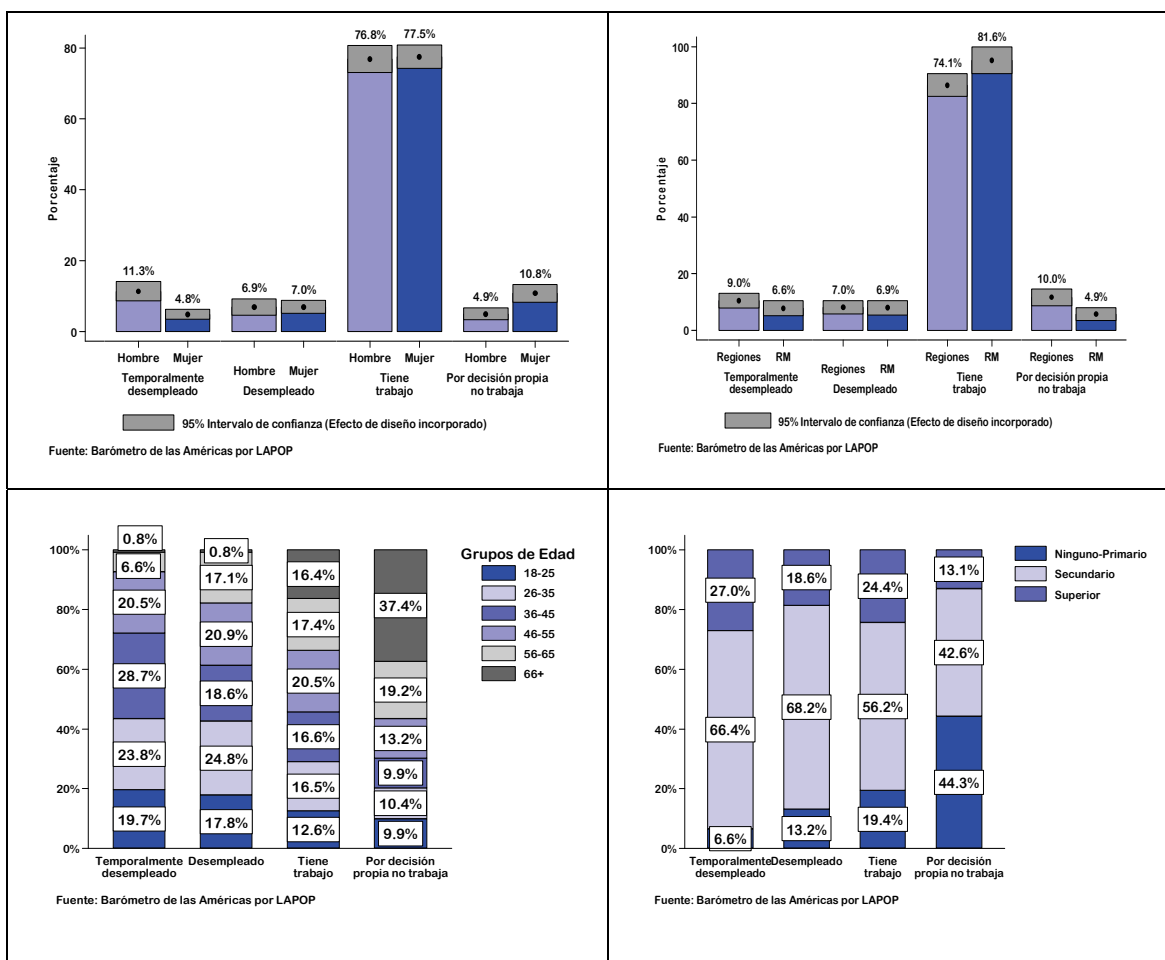 76.8% 77.5%
80
60
Porcentaje
40
20
11.3%
10.8%
6.9% 7.0%
4.8%
4.9%
0
Hombre Mujer Hombre Mujer Hombre Mujer Hombre Mujer
Temporalmente desempleado
Desempleado
Tiene trabajo
Por decisión propia no trabaja
95% Intervalo de confianza (Efecto de diseño incorporado)
Fuente: Barómetro de las Américas por LAPOP
81.6%
100
74.1%
80
60
Porcentaje
40
20
9.0% 6.6% 7.0% 6.9% 10.0% 4.9%
0
Regiones RM Regiones RM Regiones RM Regiones RM
Temporalmente desempleado
Desempleado
Tiene trabajo
Por decisión propia no trabaja
95% Intervalo de confianza (Efecto de diseño incorporado)
Fuente: Barómetro de las Américas por LAPOP
100%
80%
60%
40%
20%
0%
0.8%
6.6%
20.5%
28.7%
23.8%
19.7%
0.8%
17.1%
20.9%
18.6%
24.8%
17.8%
16.4%
17.4%
20.5%
16.6%
16.5%
12.6%
37.4%
19.2%
13.2%
9.9%
10.4%
9.9%
Temporalmente desempleado
Desempleado
Tiene trabajo
Por decisión propia no trabaja
Grupos de Edad
18-25
26-35
36-45
46-55
56-65
66+
Fuente: Barómetro de las Américas por LAPOP
100%
80%
60%
40%
20%
0%
27.0%
66.4%
6.6%
18.6%
68.2%
13.2%
24.4%
56.2%
19.4%
13.1%
42.6%
44.3%
Temporalmente desempleado
Desempleado
Tiene trabajo
Por decisión propia no trabaja
Ninguno-Primario
Secundario
Superior
Fuente: Barómetro de las Américas por LAPOP